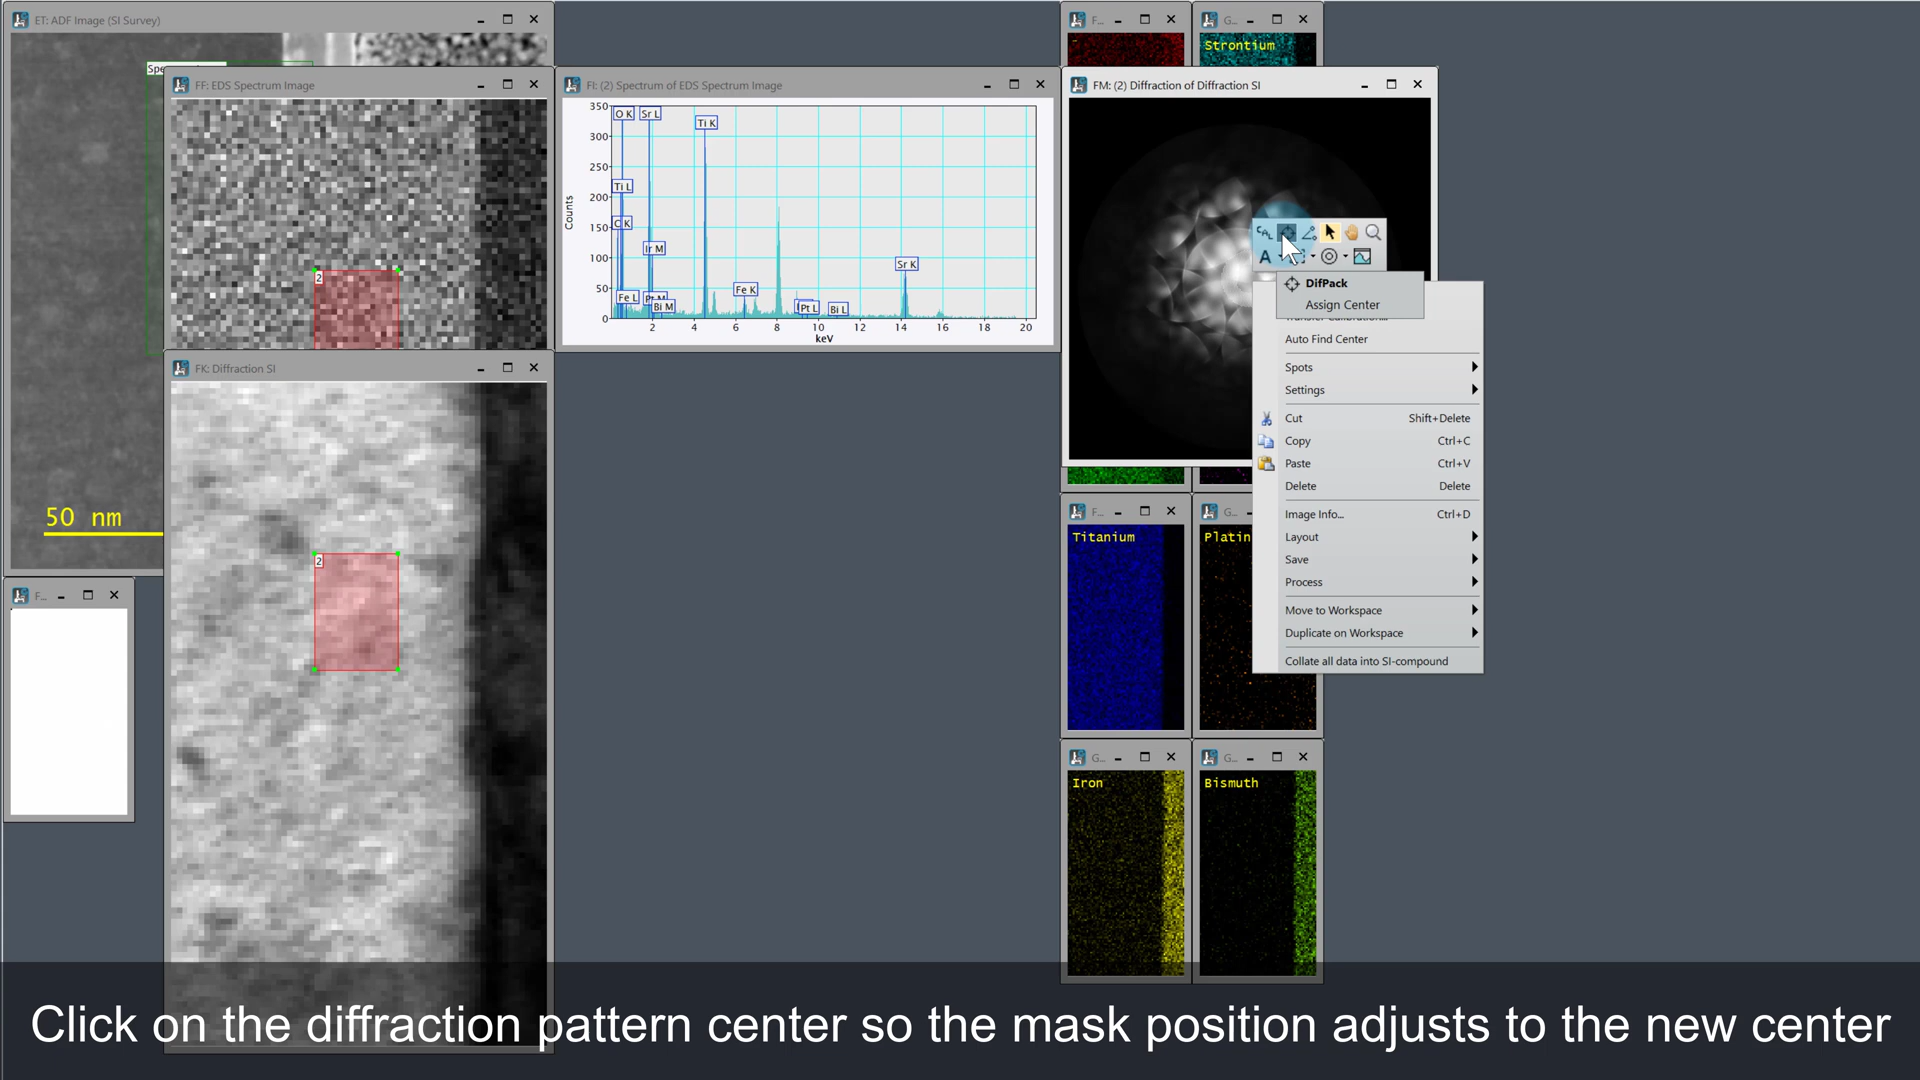 ET: ADF Image (SI Survey)
F...
G...
Strontium
FF: EDS Spectrum Image
FI: (2) Spectrum of EDS Spectrum Image
FM: (2) Diffraction of Diffraction SI
350
300
250
200
150
100
50
0
Counts
O K
Sr L
Ti K
Ti L
C K
Ir M
Sr K
Fe L
Bi M
Fe K
Pt L
Bi L
2 4 6 8 10 12 14 16 18 20
keV
2
CAL
A
DifPack
Assign Center
Auto Find Center
Spots
Settings
Cut Shift+Delete
Copy Ctrl+C
Paste Ctrl+V
Delete Delete
Image Info... Ctrl+D
Layout
Save
Process
Move to Workspace
Duplicate on Workspace
Collate all data into SI-compound
FK: Diffraction SI
2
50 nm
F...
F...
G...
Titanium
Platin
G...
G...
Iron
Bismuth
Click on the diffraction pattern center so the mask position adjusts to the new center